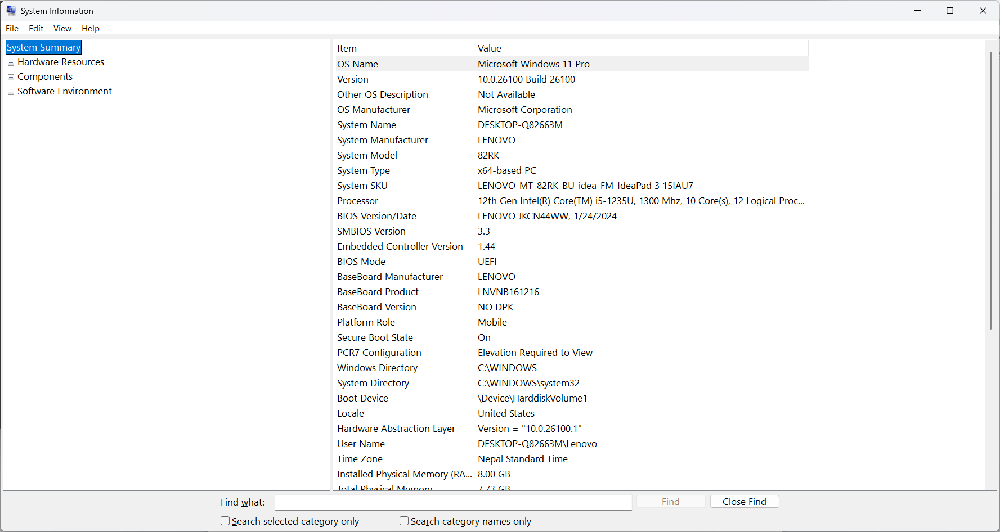 System Information
File Edit View Help
System Summary
Hardware Resources
Components
Software Environment
Item Value
OS Name Microsoft Windows 11 Pro
Version 10.0.26100 Build 26100
Other OS Description Not Available
OS Manufacturer Microsoft Corporation
System Name DESKTOP-Q82663M
System Manufacturer LENOVO
System Model 82RK
System Type x64-based PC
System SKU LENOVO_MT_82RK_BU_idea_FM_IdeaPad 3 15IAU7
Processor 12th Gen Intel(R) Core(TM) i5-1235U, 1300 Mhz, 10 Core(s), 12 Logical Proc...
BIOS Version/Date LENOVO JKCN44WW, 1/24/2024
SMBIOS Version 3.3
Embedded Controller Version 1.44
BIOS Mode UEFI
BaseBoard Manufacturer LENOVO
BaseBoard Product LNVNB161216
BaseBoard Version NO DPK
Platform Role Mobile
Secure Boot State On
PCR7 Configuration Elevation Required to View
Windows Directory C:\WINDOWS
System Directory C:\WINDOWS\system32
Boot Device \Device\HarddiskVolume1
Locale United States
Hardware Abstraction Layer Version = "10.0.26100.1"
User Name DESKTOP-Q82663M\Lenovo
Time Zone Nepal Standard Time
Installed Physical Memory (RA... 8.00 GB
Total Physical Memory 7.73 GB
Find what: Find Close Find
Search selected category only Search category names only